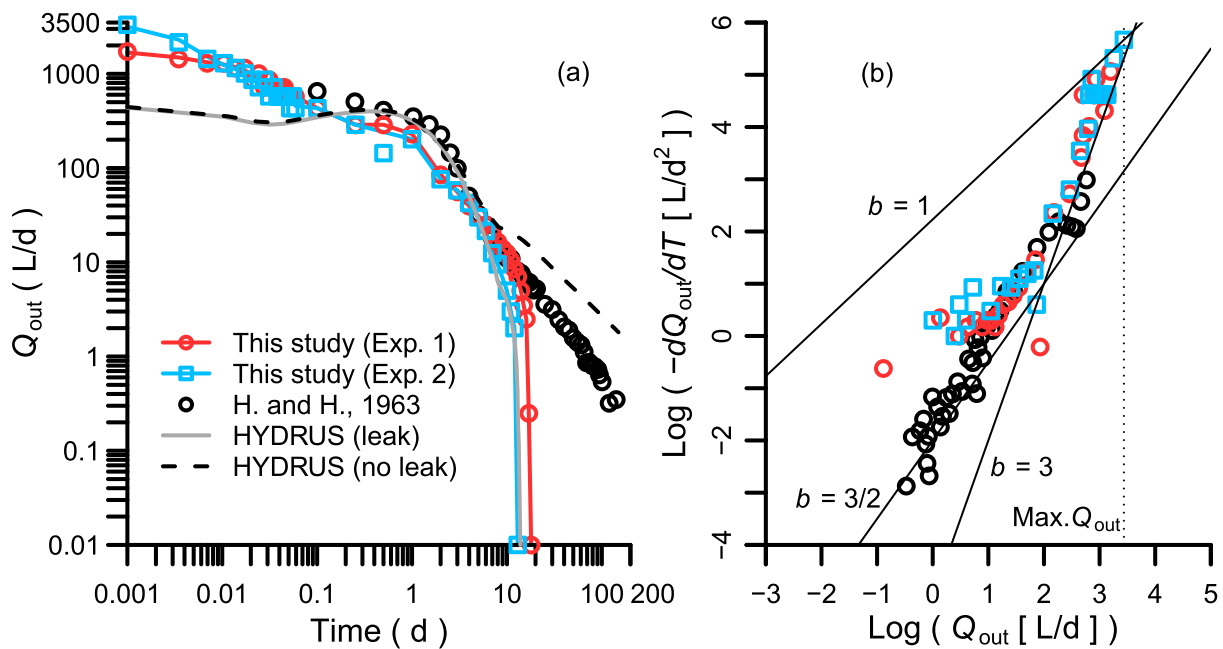 3500
1000
100
10
1
0.1
0.01
Q_out ( L/d )
(a)
This study (Exp. 1)
This study (Exp. 2)
H. and H., 1963
HYDRUS (leak)
HYDRUS (no leak)
0.001 0.01 0.1 1 10 100 200
Time ( d )
6
4
2
0
−2
−4
Log ( −dQ_out/dT [ L/d² ] )
(b)
b = 1
b = 3
b = 3/2
Max.Q_out
−3 −2 −1 0 1 2 3 4 5
Log ( Q_out [ L/d ] )